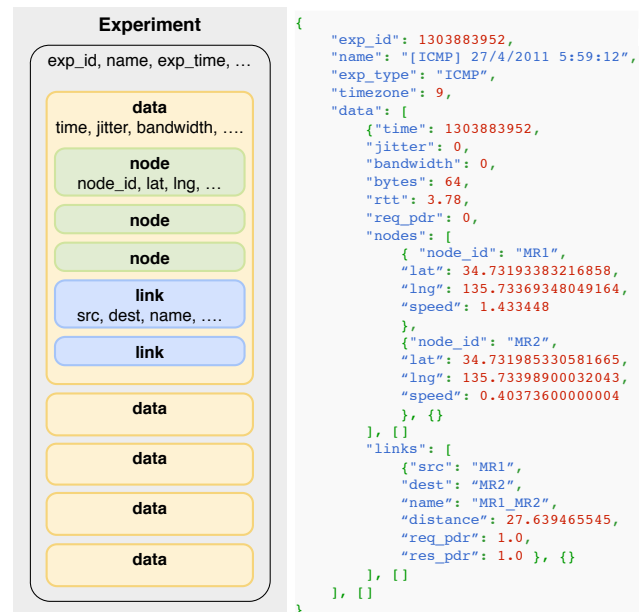 Experiment
exp_id, name, exp_time, …
data
time, jitter, bandwidth, ….
node
node_id, lat, lng, …
node
node
link
src, dest, name, ….
link
data
data
data
data
{
"exp_id": 1303883952,
"name": "[ICMP] 27/4/2011 5:59:12",
"exp_type": "ICMP",
"timezone": 9,
"data": [
{"time": 1303883952,
"jitter": 0,
"bandwidth": 0,
"bytes": 64,
"rtt": 3.78,
"req_pdr": 0,
"nodes": [
{ "node_id": "MR1",
“lat”: 34.73193383216858,
“lng”: 135.73369348049164,
“speed”: 1.433448
},
{"node_id": "MR2",
“lat”: 34.731985330581665,
“lng”: 135.73398900032043,
“speed”: 0.40373600000004
}, {}
], []
"links": [
{"src": "MR1",
"dest": “MR2”,
“name”: “MR1_MR2”,
“distance”: 27.639465545,
“req_pdr”: 1.0,
“res_pdr”: 1.0 }, {}
], []
], []
}